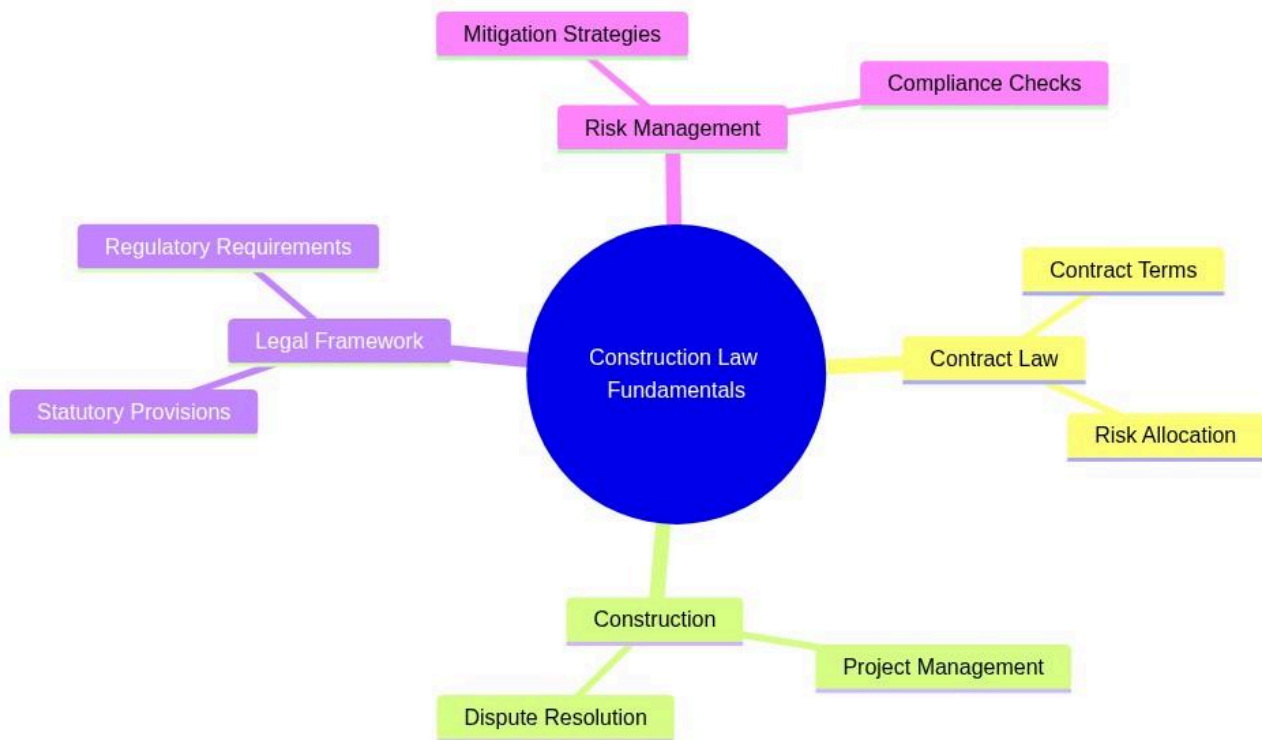 Mitigation Strategies
Compliance Checks
Risk Management
Regulatory Requirements
Contract Terms
Legal Framework
Construction Law
Fundamentals
Contract Law
Statutory Provisions
Risk Allocation
Construction
Project Management
Dispute Resolution